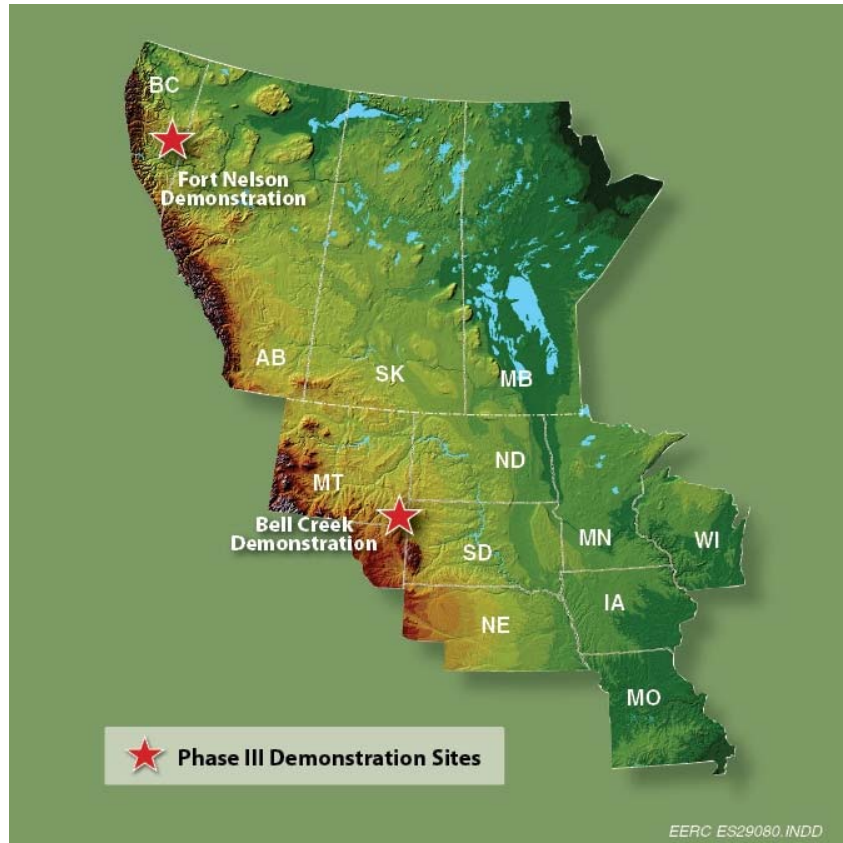 BC
Fort Nelson
Demonstration
AB
SK
MB
ND
MT
Bell Creek
Demonstration
SD
MN
WI
IA
NE
MO
Phase III Demonstration Sites
EERC ES29080.INDD